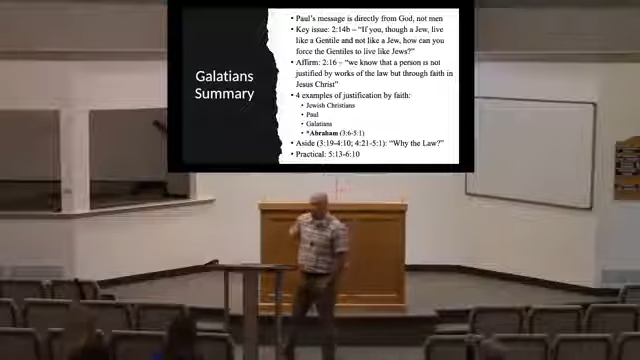 Galatians
Summary
• Paul's message is directly from God, not men
• Key issue: 2:14b – "If you, though a Jew, live
like a Gentile and not like a Jew, how can you
force the Gentiles to live like Jews?"
• Affirm: 2:16 – "we know that a person is not
justified by works of the law but through faith in
Jesus Christ"
• 4 examples of justification by faith:
• Jewish Christians
• Paul
• Galatians
• *Abraham (3:6-5:1)
• Aside (3:19-4:10; 4:21-5:1): "Why the Law?"
• Practical: 5:13-6:10